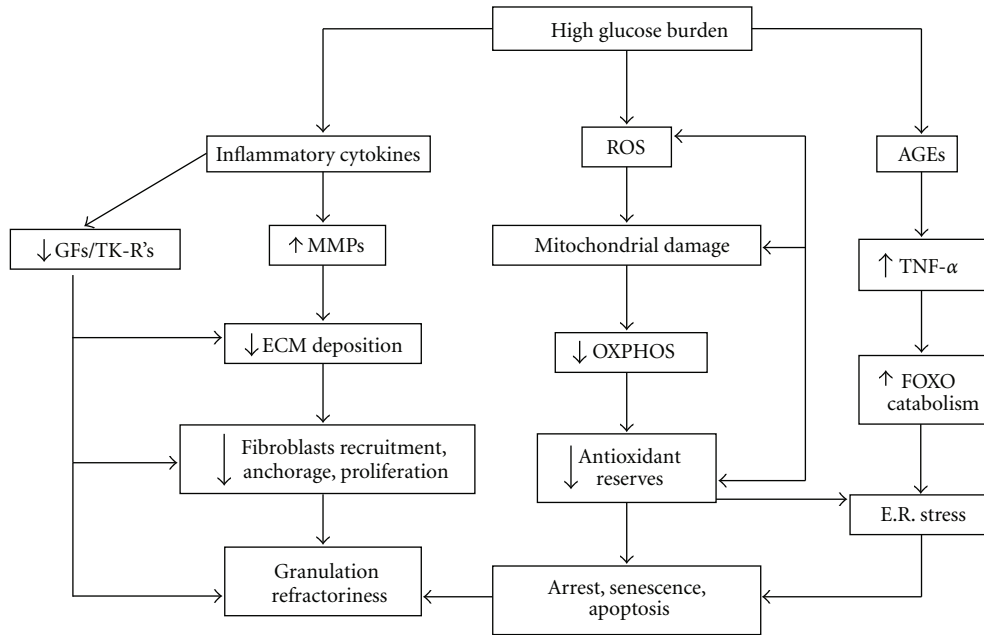 High glucose burden
Inflammatory cytokines
ROS
AGEs
↓ GFs/TK-R's
↑ MMPs
Mitochondrial damage
↑ TNF-α
↓ ECM deposition
↓ OXPHOS
↑ FOXO
catabolism
↓ Fibroblasts recruitment,
anchorage, proliferation
↓ Antioxidant
reserves
E.R. stress
Granulation
refractoriness
Arrest, senescence,
apoptosis